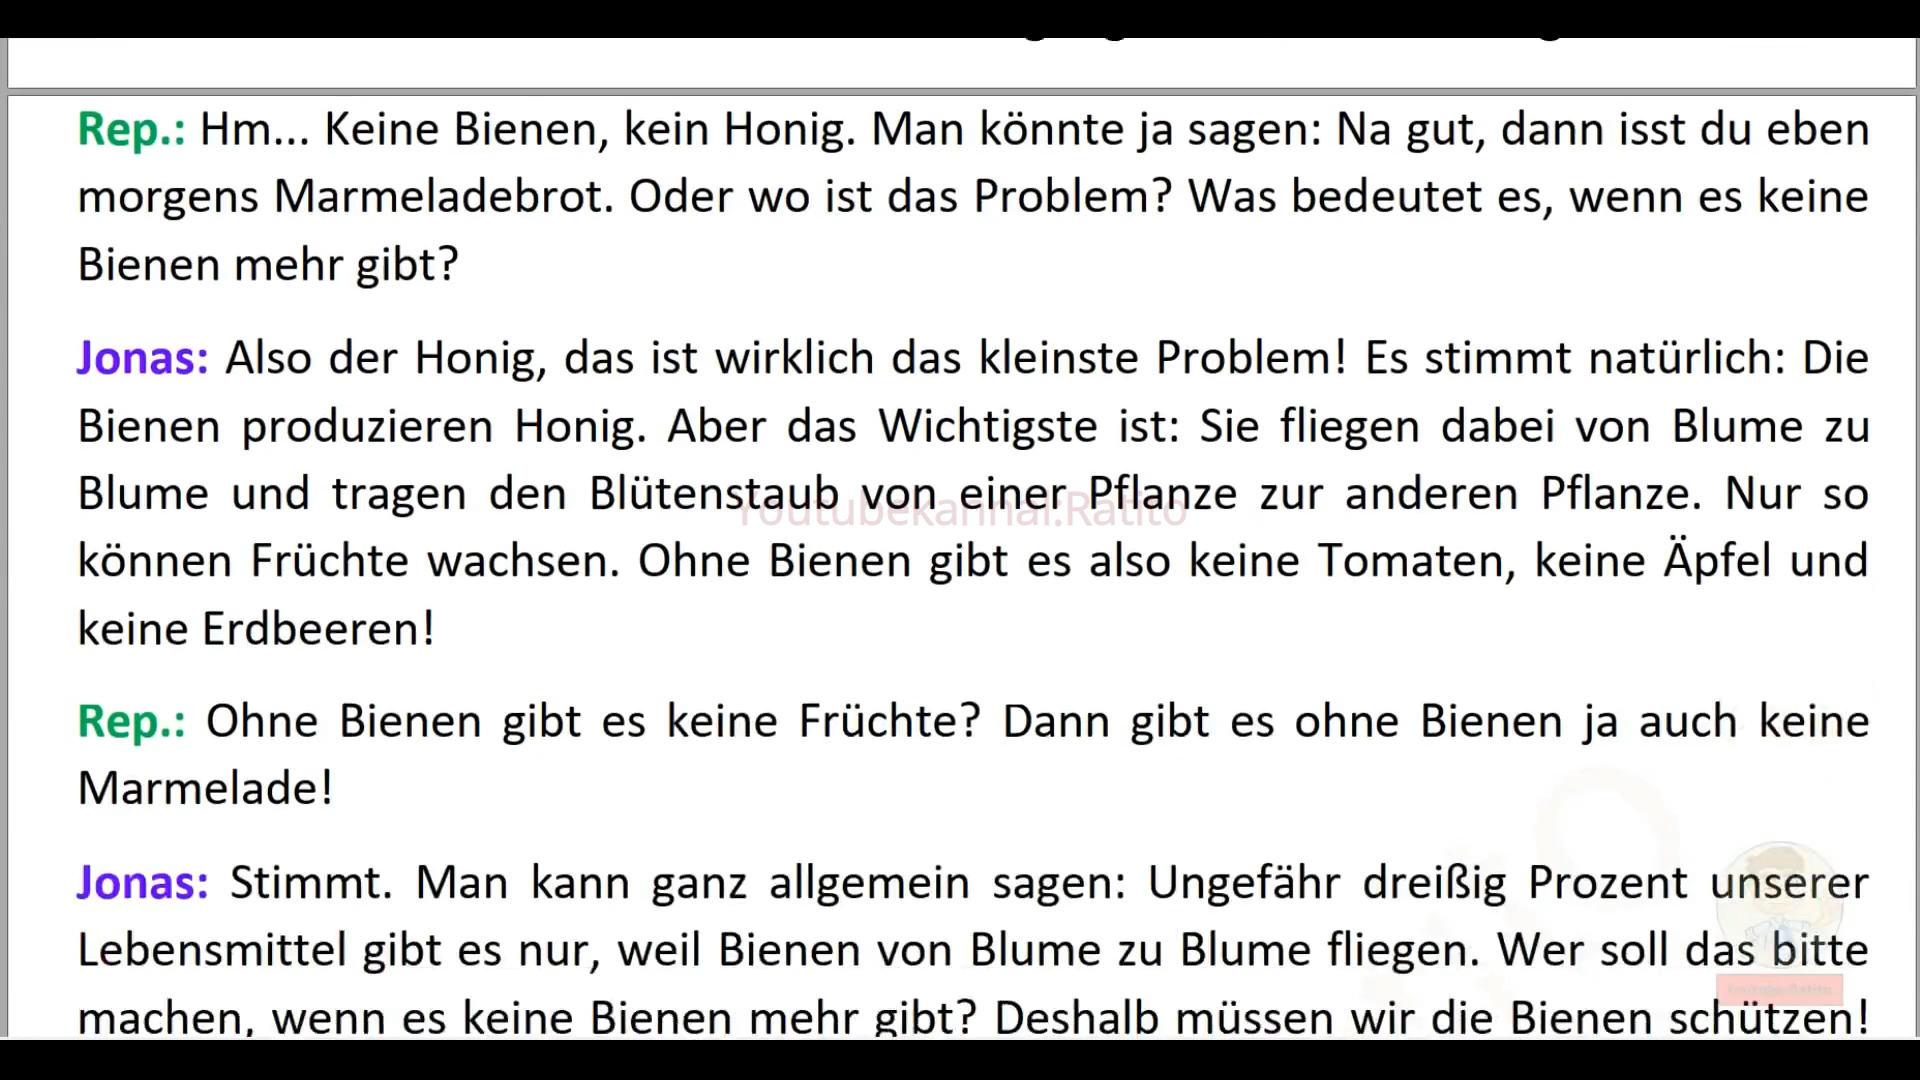 Rep.: Hm... Keine Bienen, kein Honig. Man könnte ja sagen: Na gut, dann isst du eben
morgens Marmeladebrot. Oder wo ist das Problem? Was bedeutet es, wenn es keine
Bienen mehr gibt?
Jonas: Also der Honig, das ist wirklich das kleinste Problem! Es stimmt natürlich: Die
Bienen produzieren Honig. Aber das Wichtigste ist: Sie fliegen dabei von Blume zu
Blume und tragen den Blütenstaub von einer Pflanze zur anderen Pflanze. Nur so
Youtubekannal:Ratito
können Früchte wachsen. Ohne Bienen gibt es also keine Tomaten, keine Äpfel und
keine Erdbeeren!
Rep.: Ohne Bienen gibt es keine Früchte? Dann gibt es ohne Bienen ja auch keine
Marmelade!
Jonas: Stimmt. Man kann ganz allgemein sagen: Ungefähr dreißig Prozent unserer
Lebensmittel gibt es nur, weil Bienen von Blume zu Blume fliegen. Wer soll das bitte
machen, wenn es keine Bienen mehr gibt? Deshalb müssen wir die Bienen schützen!